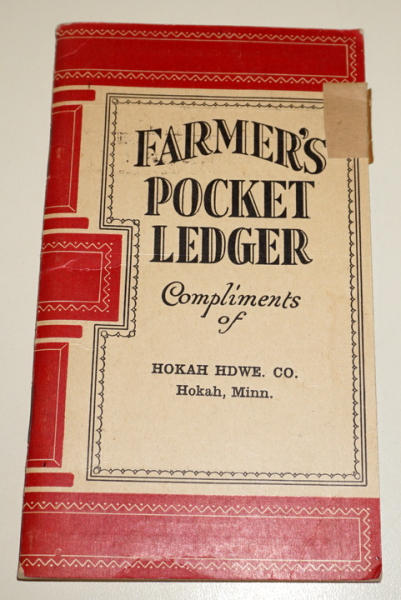 FARMER'S
POCKET
LEDGER
Compliments
of
HOKAH HDWE. CO.
Hokah, Minn.